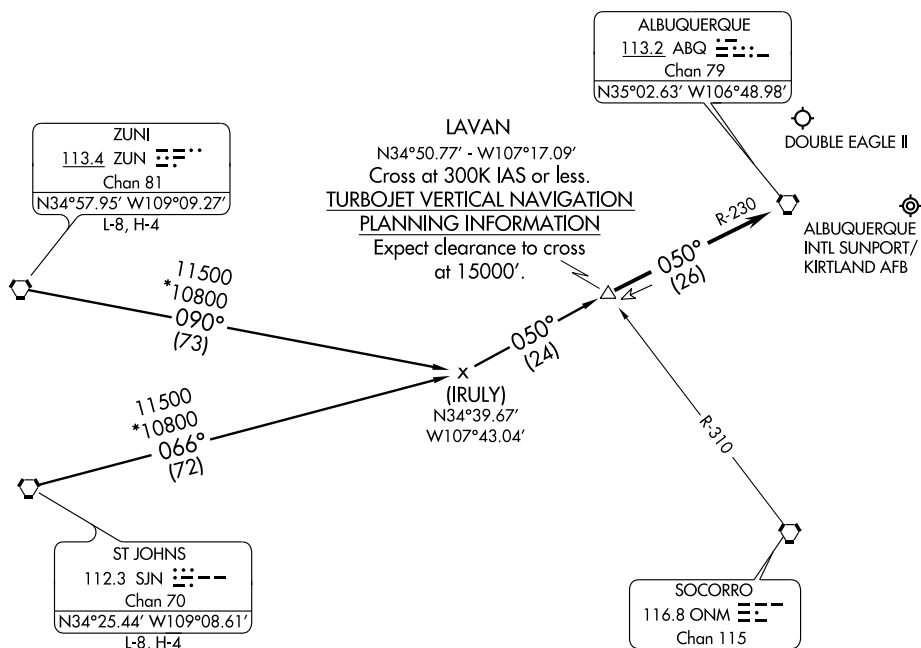 ALBUQUERQUE
113.2 ABQ
Chan 79
N35°02.63' W106°48.98'
DOUBLE EAGLE II
ALBUQUERQUE
INTL SUNPORT/
KIRTLAND AFB
ZUNI
113.4 ZUN
Chan 81
N34°57.95' W109°09.27'
L-8, H-4
LAVAN
N34°50.77' - W107°17.09'
Cross at 300K IAS or less.
TURBOJET VERTICAL NAVIGATION
PLANNING INFORMATION
Expect clearance to cross
at 15000'.
R-230
050°
(26)
11500
*10800
090°
(73)
050°
(24)
x
(IRULY)
N34°39.67'
W107°43.04'
11500
*10800
066°
(72)
R-310
ST JOHNS
112.3 SJN
Chan 70
N34°25.44' W109°08.61'
L-8, H-4
SOCORRO
116.8 ONM
Chan 115